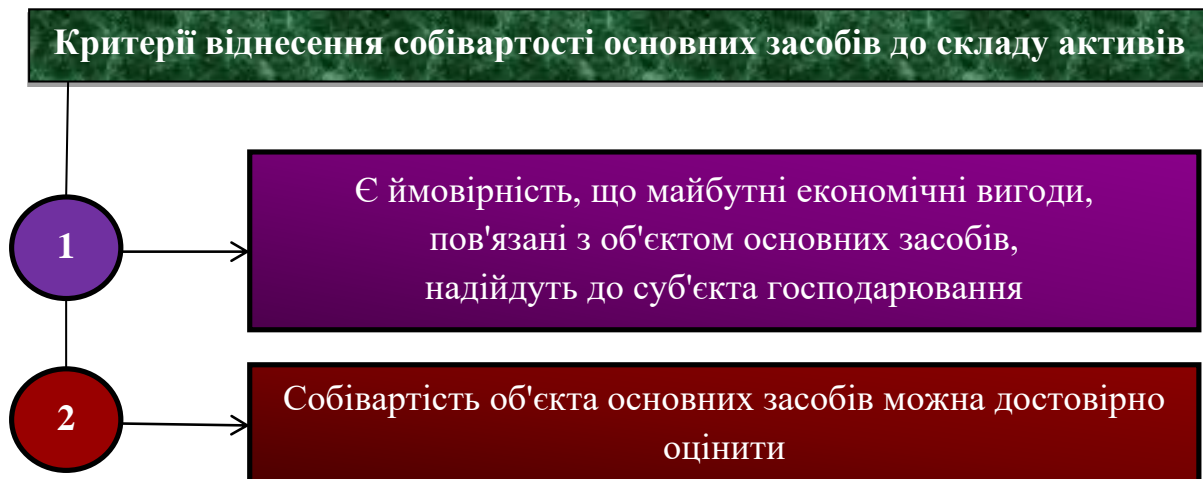 Критерії віднесення собівартості основних засобів до складу активів
1
Є ймовірність, що майбутні економічні вигоди,
пов'язані з об'єктом основних засобів,
надійдуть до суб'єкта господарювання
2
Собівартість об'єкта основних засобів можна достовірно
оцінити